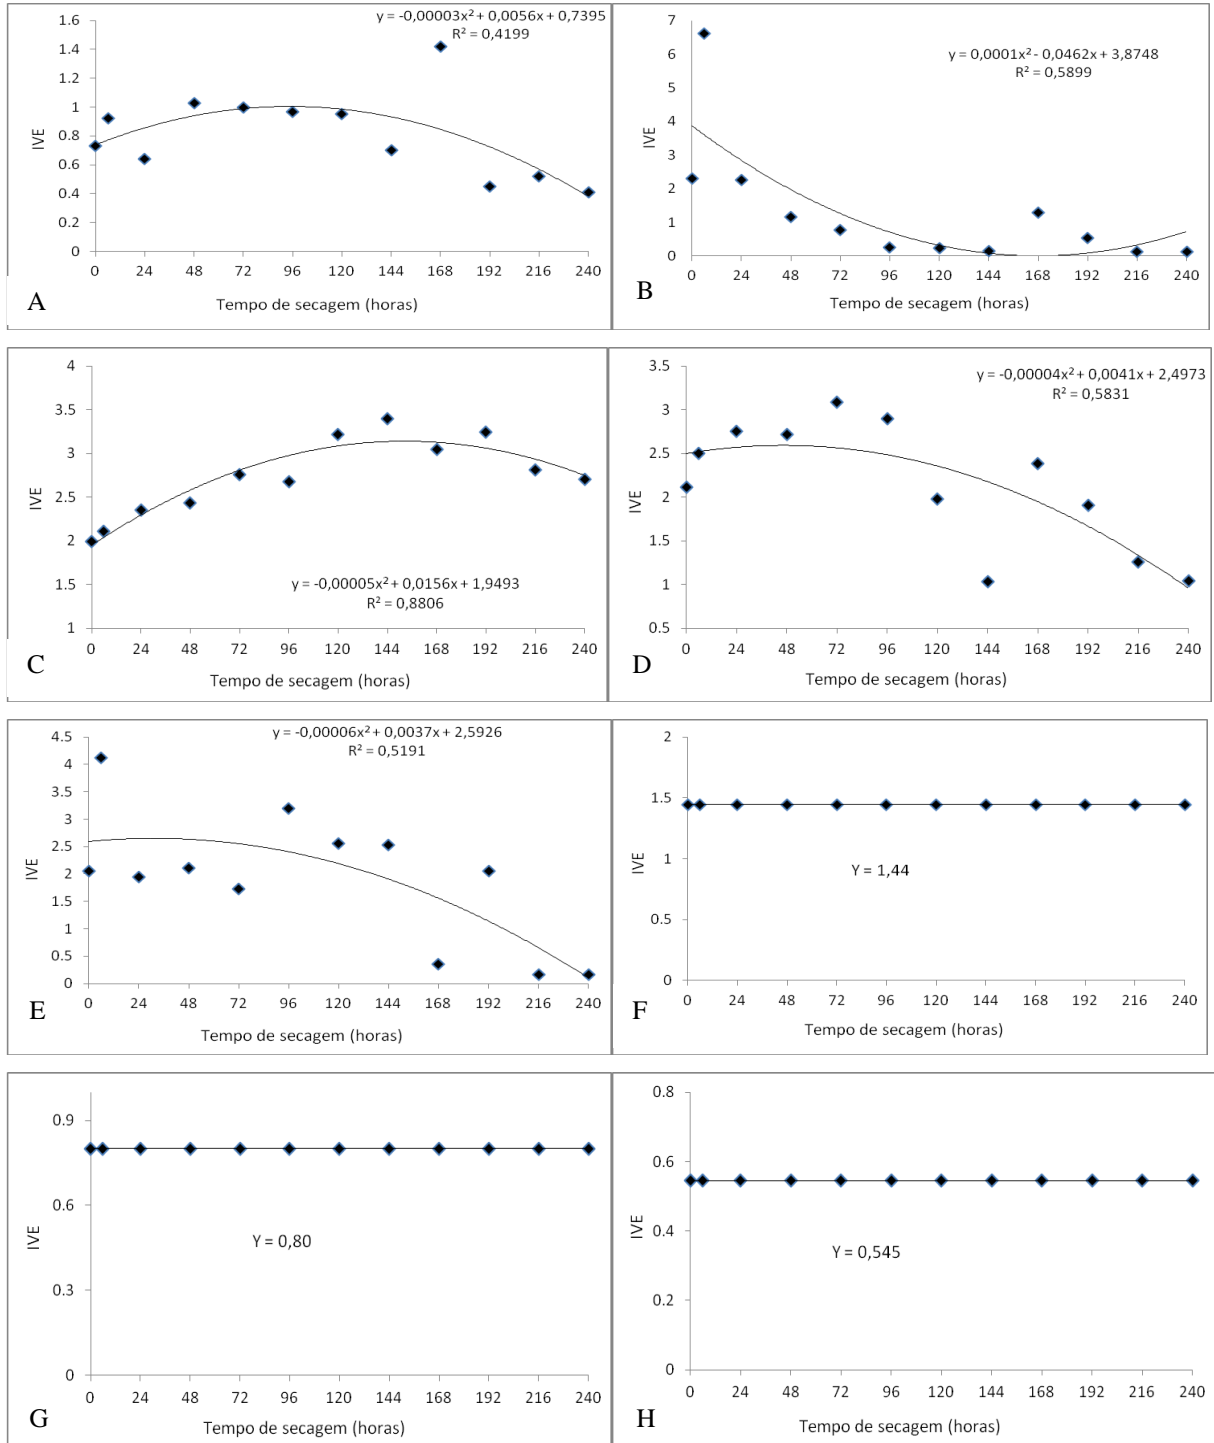 y = -0,00003x² + 0,0056x + 0,7395
R² = 0,4199
1.6
1.4
1.2
1
0.8
0.6
0.4
0.2
0
IVE
0 24 48 72 96 120 144 168 192 216 240
Tempo de secagem (horas)
A
y = 0,0001x² - 0,0462x + 3,8748
R² = 0,5899
7
6
5
4
3
2
1
0
IVE
0 24 48 72 96 120 144 168 192 216 240
Tempo de secagem (horas)
B
4
3.5
3
2.5
2
1.5
1
IVE
y = -0,00005x² + 0,0156x + 1,9493
R² = 0,8806
0 24 48 72 96 120 144 168 192 216 240
Tempo de secagem (horas)
C
y = -0,00004x² + 0,0041x + 2,4973
R² = 0,5831
3.5
3
2.5
2
1.5
1
0.5
IVE
0 24 48 72 96 120 144 168 192 216 240
Tempo de secagem (horas)
D
y = -0,00006x² + 0,0037x + 2,5926
R² = 0,5191
4.5
4
3.5
3
2.5
2
1.5
1
0.5
0
IVE
0 24 48 72 96 120 144 168 192 216 240
Tempo de secagem (horas)
E
2
1.5
1
0.5
0
IVE
Y = 1,44
0 24 48 72 96 120 144 168 192 216 240
Tempo de secagem (horas)
F
0.9
0.6
0.3
0
IVE
Y = 0,80
0 24 48 72 96 120 144 168 192 216 240
Tempo de secagem (horas)
G
0.8
0.6
0.4
0.2
0
IVE
Y = 0,545
0 24 48 72 96 120 144 168 192 216 240
Tempo de secagem (horas)
H